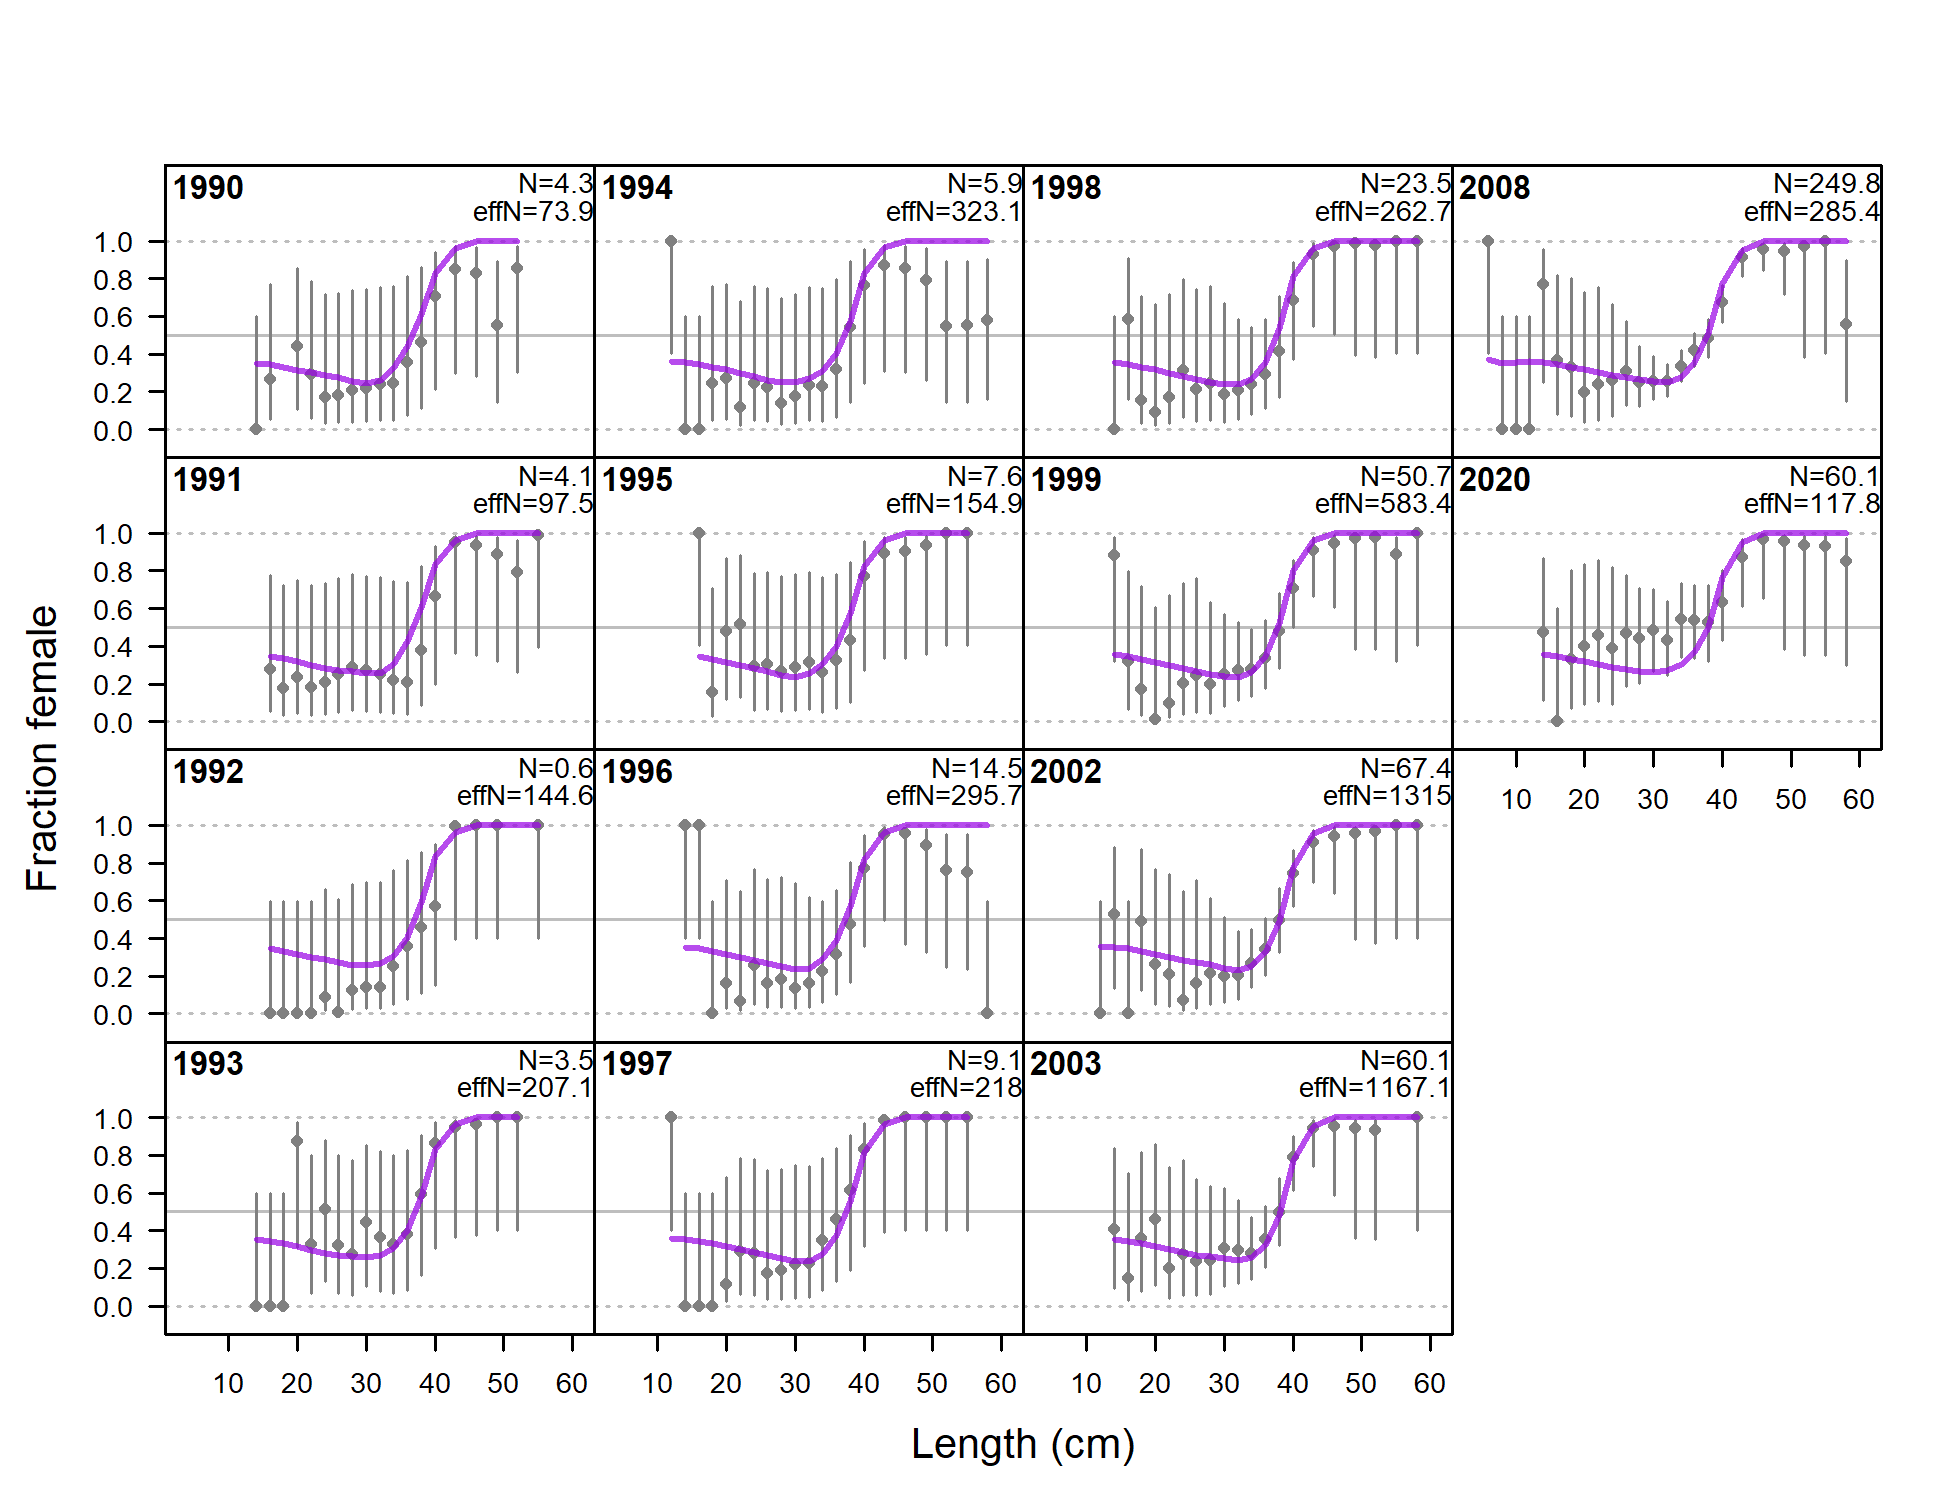 1990
N=4.3
effN=73.9
1994
N=5.9
effN=323.1
1998
N=23.5
effN=262.7
2008
N=249.8
effN=285.4
1.0
0.8
0.6
0.4
0.2
0.0
1991
N=4.1
effN=97.5
1995
N=7.6
effN=154.9
1999
N=50.7
effN=583.4
2020
N=60.1
effN=117.8
1.0
0.8
0.6
0.4
0.2
0.0
10 20 30 40 50 60
1992
N=0.6
effN=144.6
1996
N=14.5
effN=295.7
2002
N=67.4
effN=1315
1.0
0.8
0.6
0.4
0.2
0.0
1993
N=3.5
effN=207.1
1997
N=9.1
effN=218
2003
N=60.1
effN=1167.1
1.0
0.8
0.6
0.4
0.2
0.0
10 20 30 40 50 60
10 20 30 40 50 60
10 20 30 40 50 60
Fraction female
Length (cm)